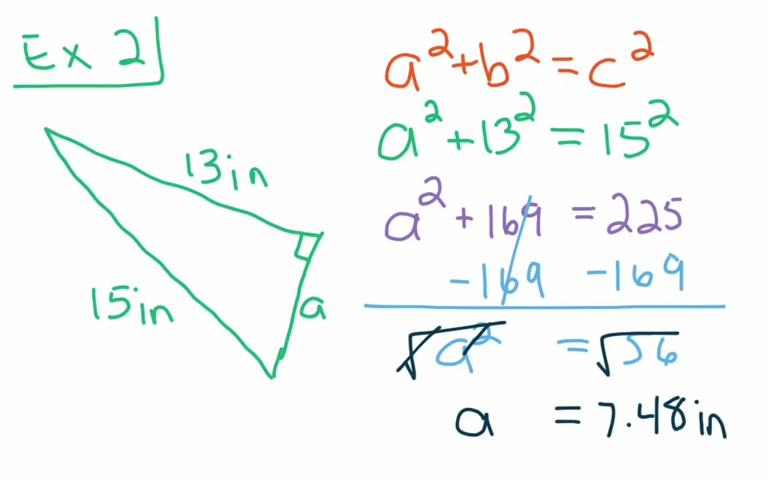 Ex 2
13in
15in
a
a²+b²=c²
a²+13²=15²
a²+169=225
-169 -169
√a²=√56
a=7.48in